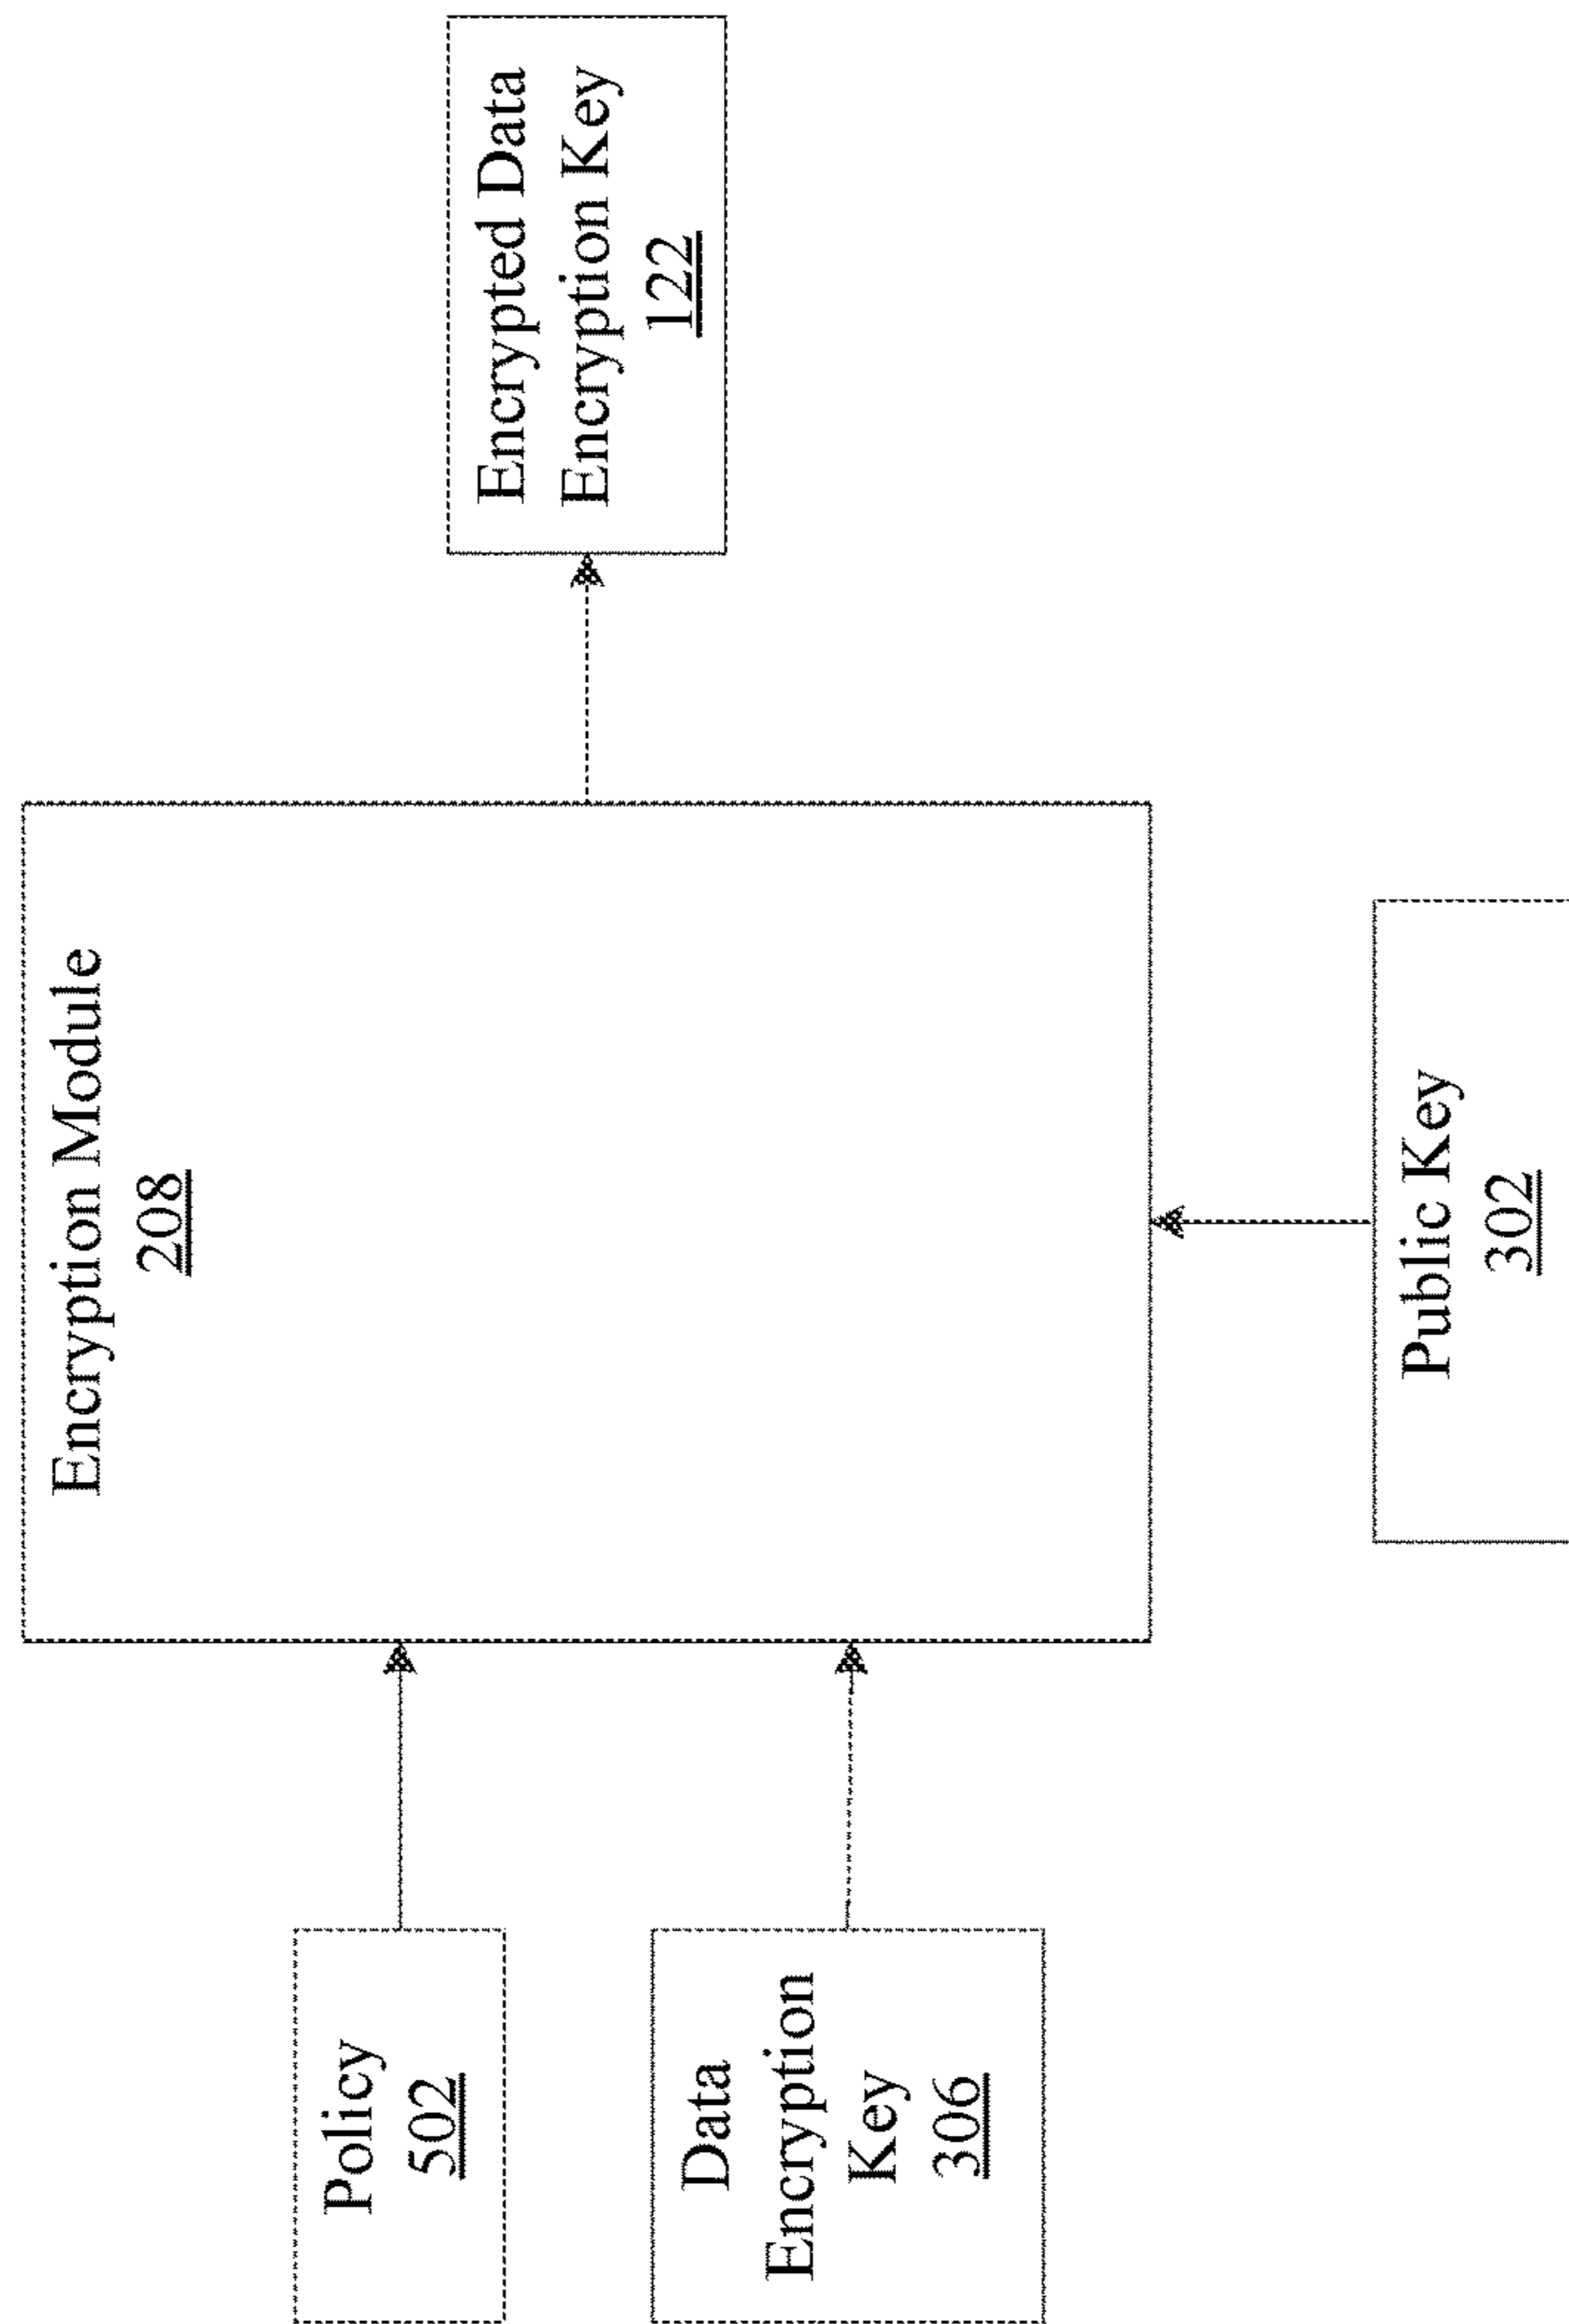 Policy
502
Data
Encryption
Key
306
Encryption Module
208
Public Key
302
Encrypted Data
Encryption Key
122